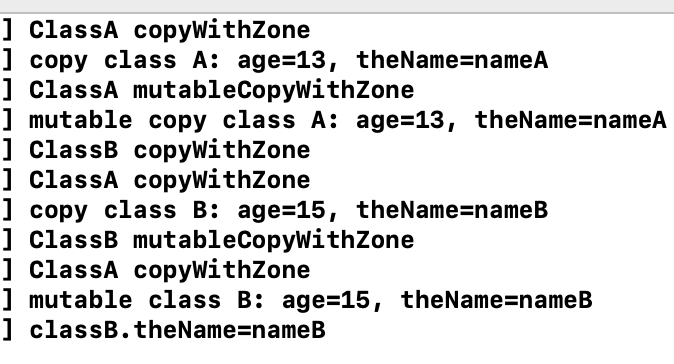 ] ClassA copyWithZone
] copy class A: age=13, theName=nameA
] ClassA mutableCopyWithZone
] mutable copy class A: age=13, theName=nameA
] ClassB copyWithZone
] ClassA copyWithZone
] copy class B: age=15, theName=nameB
] ClassB mutableCopyWithZone
] ClassA copyWithZone
] mutable class B: age=15, theName=nameB
] classB.theName=nameB